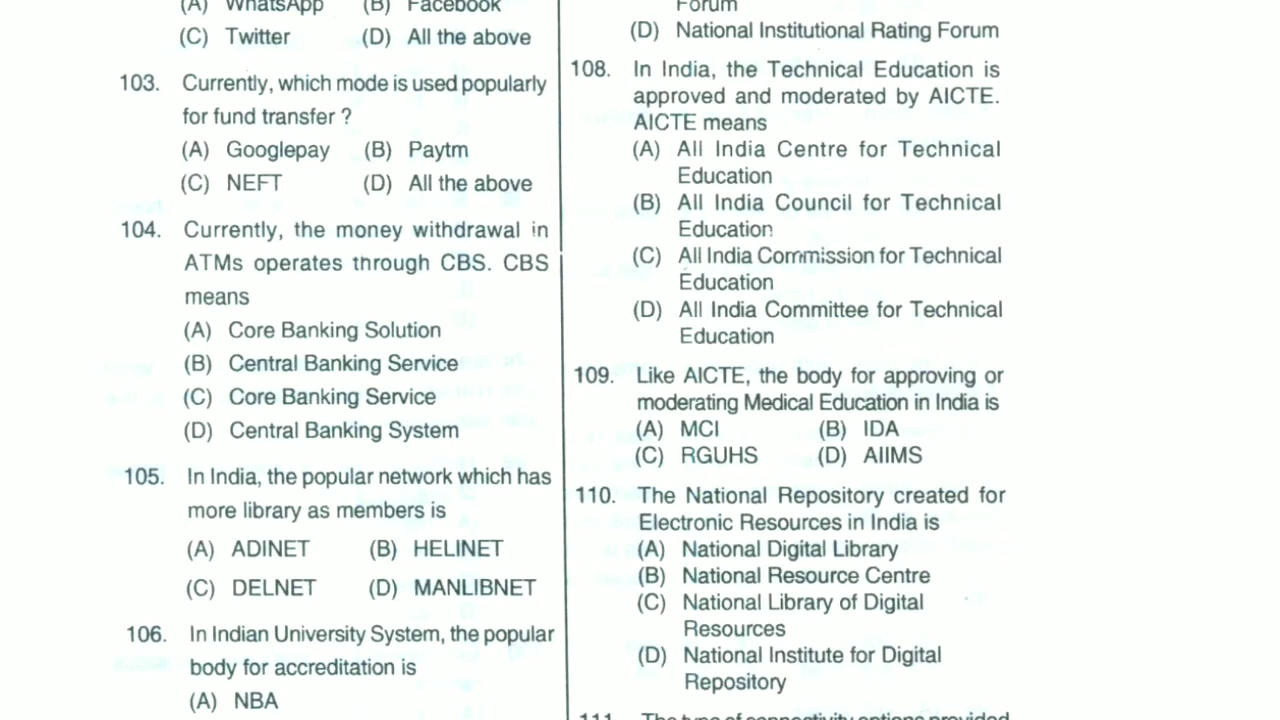 (A) WhatsApp (B) Facebook
(C) Twitter (D) All the above
103. Currently, which mode is used popularly
for fund transfer ?
(A) Googlepay (B) Paytm
(C) NEFT (D) All the above
104. Currently, the money withdrawal in
ATMs operates through CBS. CBS
means
(A) Core Banking Solution
(B) Central Banking Service
(C) Core Banking Service
(D) Central Banking System
105. In India, the popular network which has
more library as members is
(A) ADINET (B) HELINET
(C) DELNET (D) MANLIBNET
106. In Indian University System, the popular
body for accreditation is
(A) NBA
Forum
(D) National Institutional Rating Forum
108. In India, the Technical Education is
approved and moderated by AICTE.
AICTE means
(A) All India Centre for Technical
Education
(B) All India Council for Technical
Education
(C) All India Commission for Technical
Education
(D) All India Committee for Technical
Education
109. Like AICTE, the body for approving or
moderating Medical Education in India is
(A) MCI (B) IDA
(C) RGUHS (D) AIIMS
110. The National Repository created for
Electronic Resources in India is
(A) National Digital Library
(B) National Resource Centre
(C) National Library of Digital
Resources
(D) National Institute for Digital
Repository
111. The type of connectivity options provided